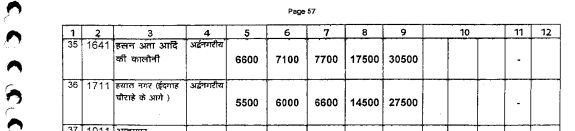 Page 57
1 2 3 4 5 6 7 8 9 10 11 12
35 1641 हसन अता आदि की कालोनी अर्द्धनगरीय 6600 7100 7700 17500 30500 -
36 1711 हयात नगर (ईदगाह चौराहे के आगे ) अर्द्धनगरीय 5500 6000 6600 14500 27500 -
37 1011